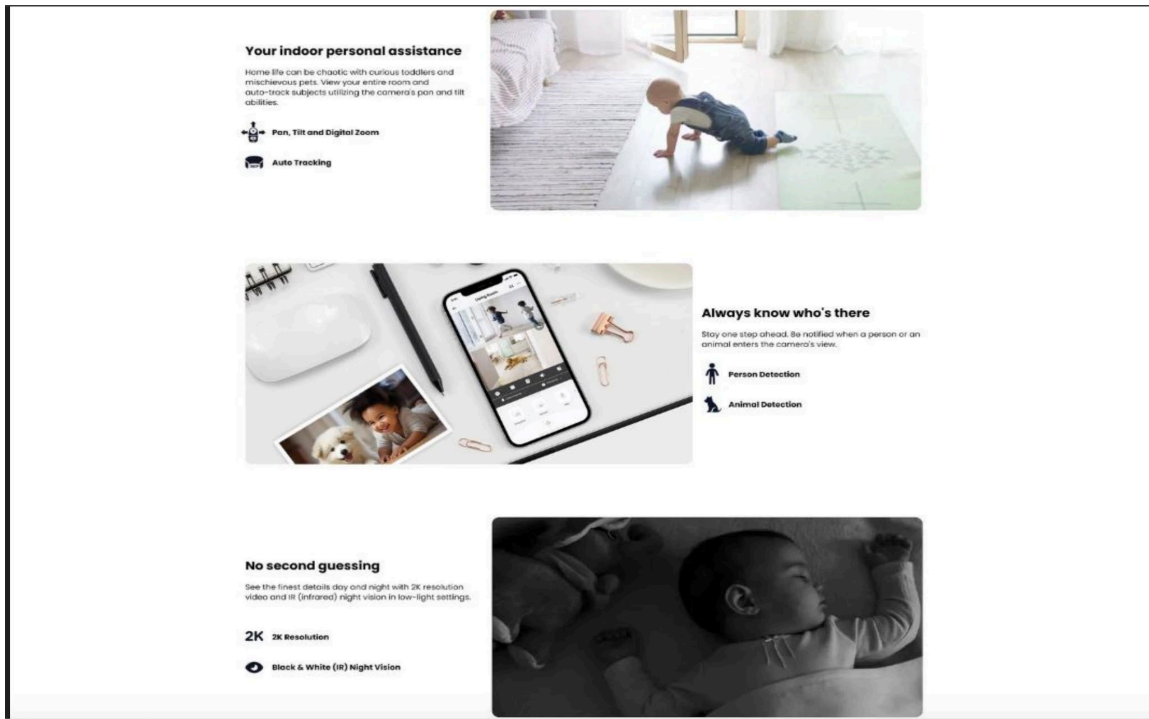 Your indoor personal assistance
Home life can be chaotic with curious toddlers and
mischievous pets. View your entire room and
auto-track subjects utilizing the camera's pan and tilt
abilities.
Pan, Tilt and Digital Zoom
Auto Tracking
Living Room
Always know who's there
Stay one step ahead. Be notified when a person or an
animal enters the camera's view.
Person Detection
Animal Detection
No second guessing
See the finest details day and night with 2K resolution
video and IR (infrared) night vision in low-light settings.
2K 2K Resolution
Black & White (IR) Night Vision